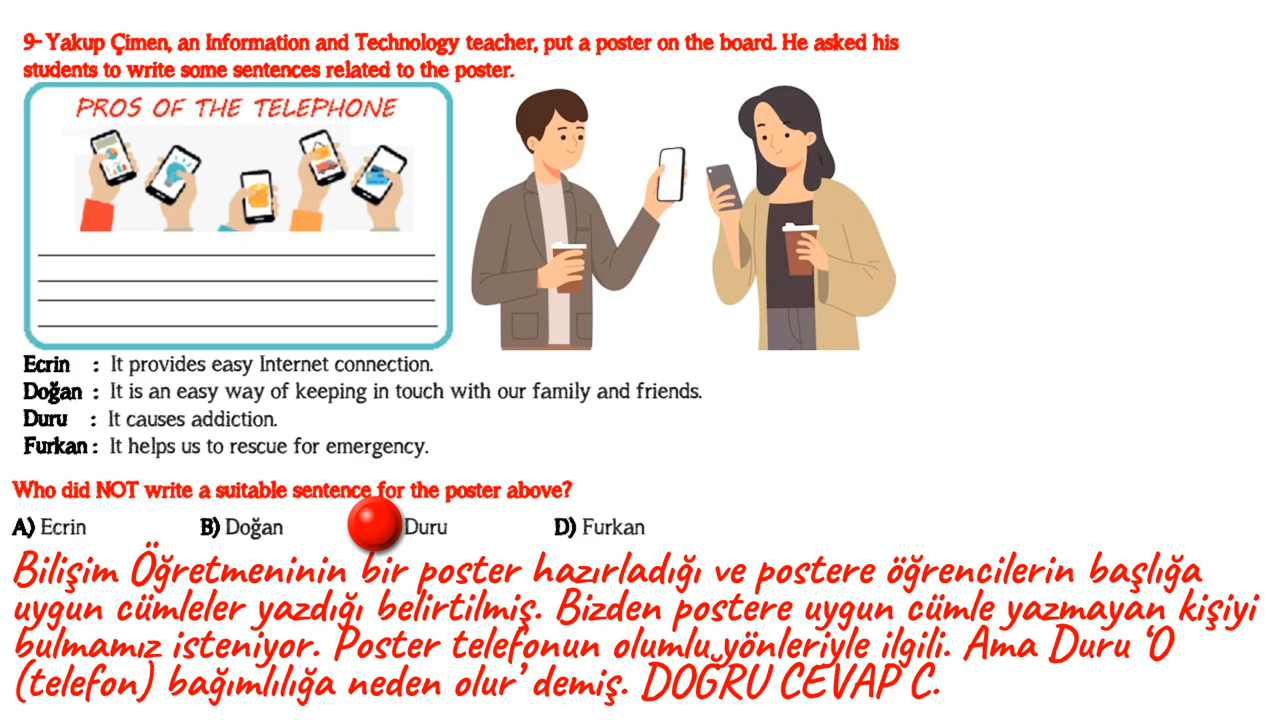 9- Yakup Çimen, an Information and Technology teacher, put a poster on the board. He asked his
students to write some sentences related to the poster.
PROS OF THE TELEPHONE
Ecrin : It provides easy Internet connection.
Doğan : It is an easy way of keeping in touch with our family and friends.
Duru : It causes addiction.
Furkan : It helps us to rescue for emergency.
Who did NOT write a suitable sentence for the poster above?
A) Ecrin B) Doğan Duru D) Furkan
Bilişim Öğretmeninin bir poster hazırladığı ve postere öğrencilerin başlığa
uygun cümleler yazdığı belirtilmiş. Bizden postere uygun cümle yazmayan kişiyi
bulmamız isteniyor. Poster telefonun olumlu yönleriyle ilgili. Ama Duru ‘O
(telefon) bağımlılığa neden olur’ demiş. DOĞRU CEVAP C.